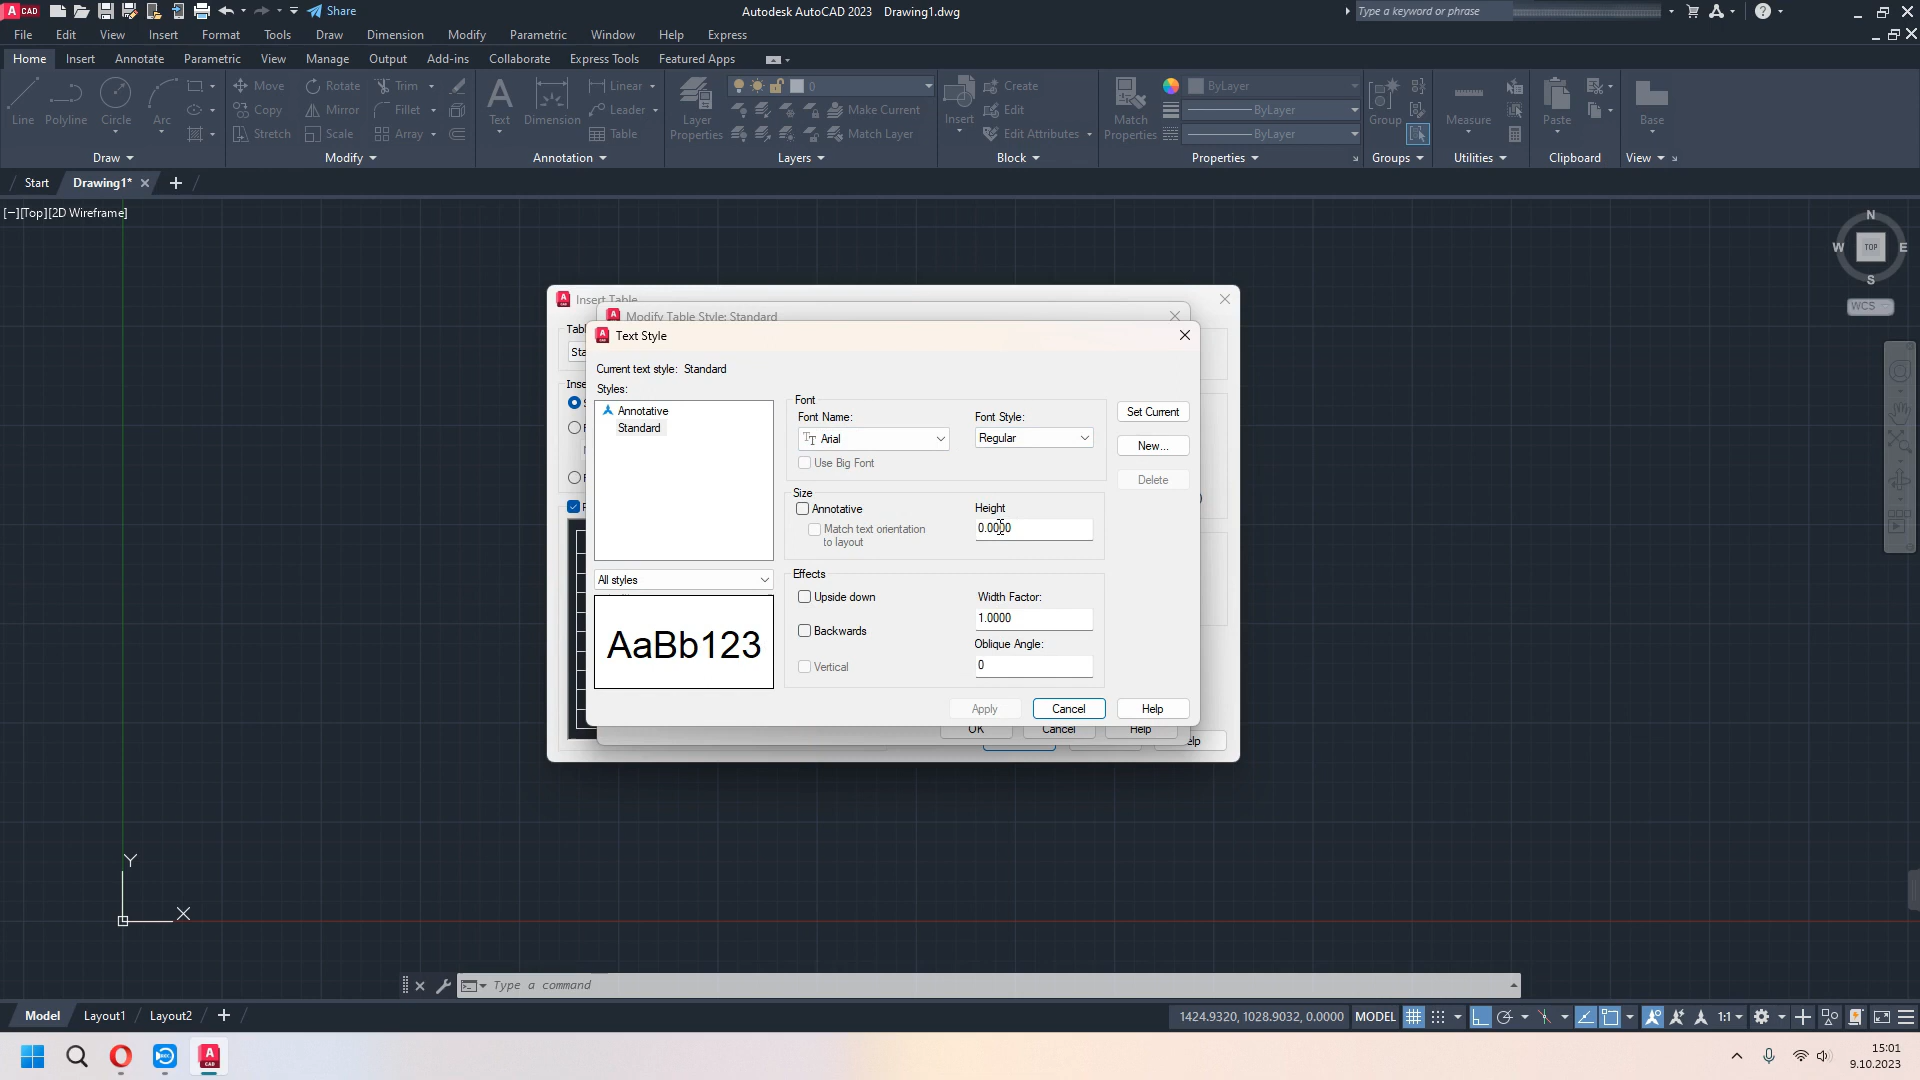 CAD
Share
Autodesk AutoCAD 2023 Drawing1.dwg
Type a keyword or phrase
File Edit View Insert Format Tools Draw Dimension Modify Parametric Window Help Express
Home Insert Annotate Parametric View Manage Output Add-ins Collaborate Express Tools Featured Apps
Line Polyline Circle Arc
Move Rotate Trim
Copy Mirror Fillet
Stretch Scale Array
Text Dimension
Linear
Leader
Table
Layer Properties
0
Make Current
Match Layer
Insert
Create
Edit
Edit Attributes
Match Properties
ByLayer
ByLayer
ByLayer
Group
Measure
Paste
Base
Draw Modify Annotation Layers Block Properties Groups Utilities Clipboard View
Start Drawing1*
[−][Top][2D Wireframe]
N
W TOP E
S
WCS
Insert Table
Modify Table Style: Standard
Text Style
Current text style: Standard
Styles:
Annotative
Standard
All styles
AaBb123
Font
Font Name: Font Style:
Arial Regular
Use Big Font
Size
Annotative
Match text orientation
to layout
Height
0.0000
Effects
Upside down
Backwards
Vertical
Width Factor:
1.0000
Oblique Angle:
0
Set Current
New...
Delete
Apply Cancel Help
OK Cancel Help
Y
X
Type a command
Model Layout1 Layout2
1424.9320, 1028.9032, 0.0000 MODEL
1:1
15:01
9.10.2023